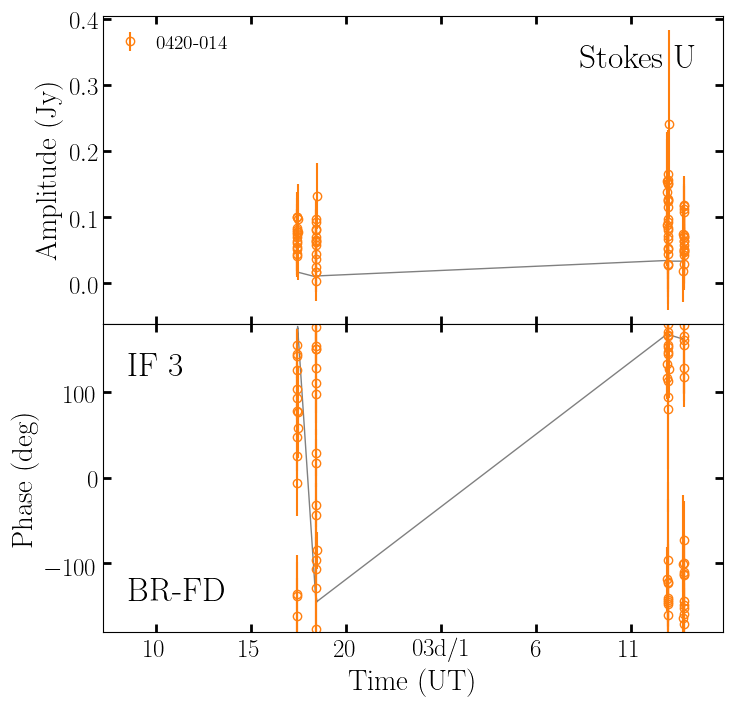 0420-014
Stokes U
Amplitude (Jy)
0.4
0.3
0.2
0.1
0.0
IF 3
BR-FD
Phase (deg)
100
0
−100
10 15 20 03d/1 6 11
Time (UT)